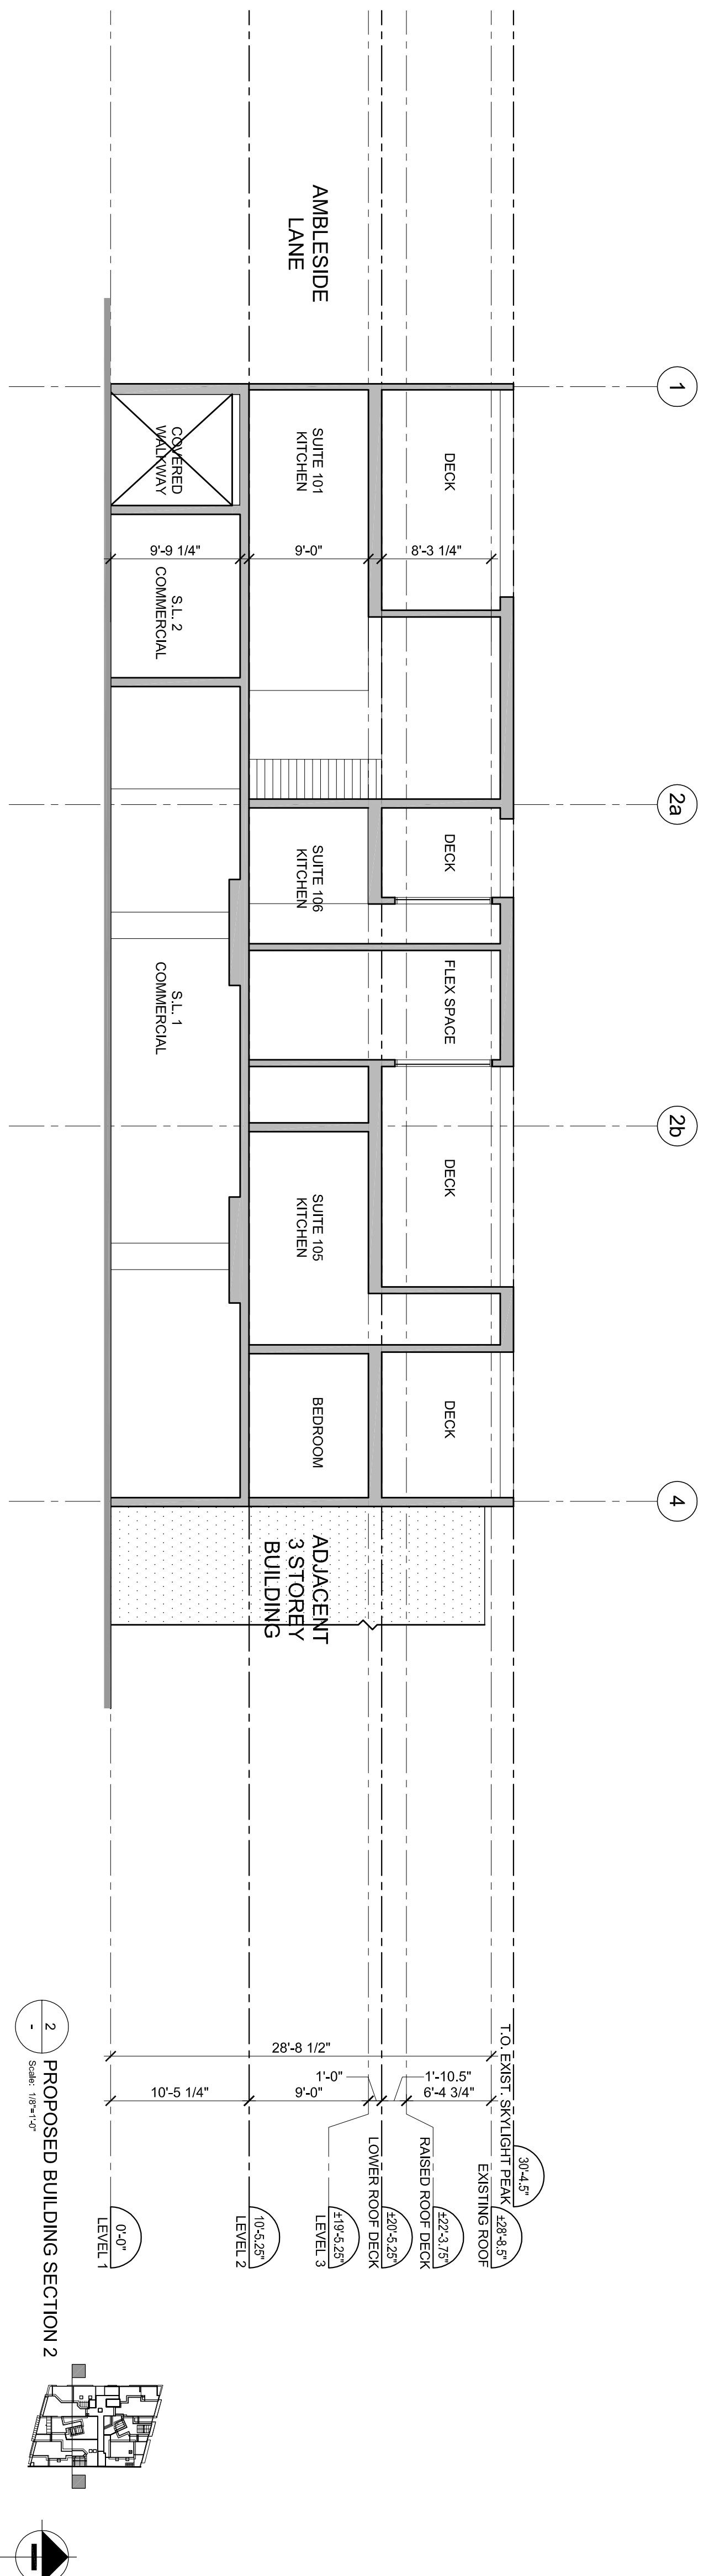 AMBLESIDE
LANE
1
2a
2b
4
DECK
DECK
FLEX SPACE
DECK
DECK
SUITE 101
KITCHEN
SUITE 106
KITCHEN
SUITE 105
KITCHEN
BEDROOM
COVERED
WALKWAY
S.L. 2
COMMERCIAL
S.L. 1
COMMERCIAL
9'-9 1/4"
9'-0"
8'-3 1/4"
ADJACENT
3 STOREY
BUILDING
28'-8 1/2"
10'-5 1/4"
9'-0"
1'-0"
1'-10.5"
6'-4 3/4"
30'-4.5"
T.O. EXIST. SKYLIGHT PEAK
±28'-8.5"
EXISTING ROOF
±22'-3.75"
RAISED ROOF DECK
±20'-5.25"
LOWER ROOF DECK
±19'-5.25"
LEVEL 3
10'-5.25"
LEVEL 2
0'-0"
LEVEL 1
2
-
PROPOSED BUILDING SECTION 2
Scale: 1/8"=1'-0"